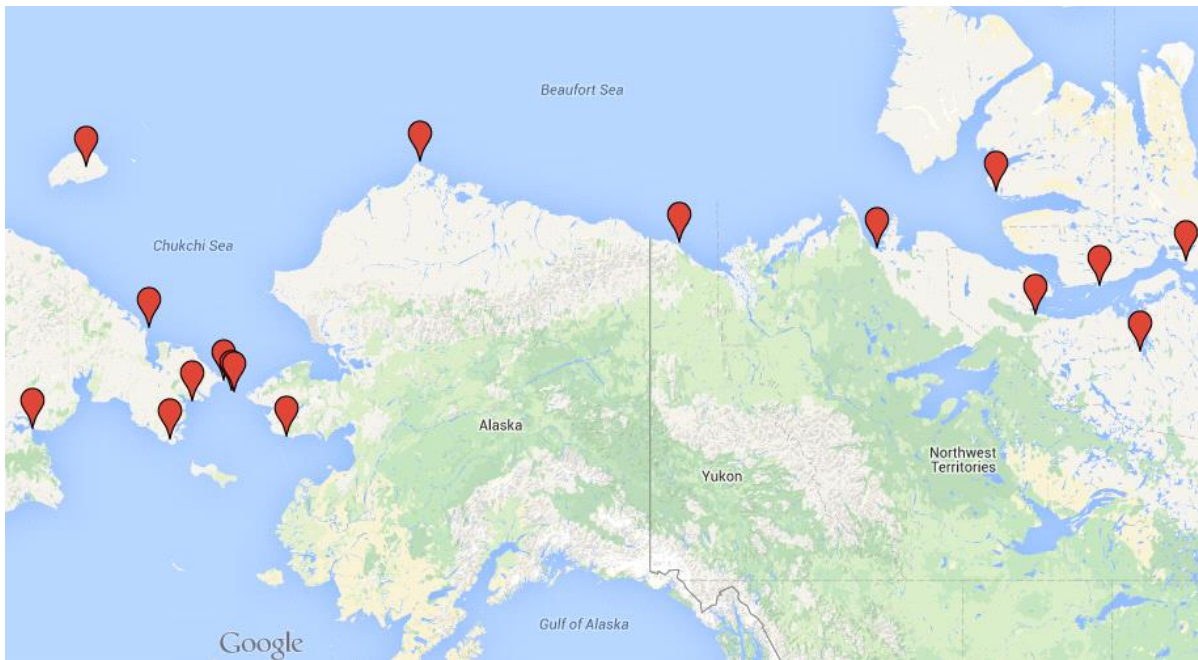 Beaufort Sea
Chukchi Sea
Alaska
Northwest
Territories
Yukon
Gulf of Alaska
Google